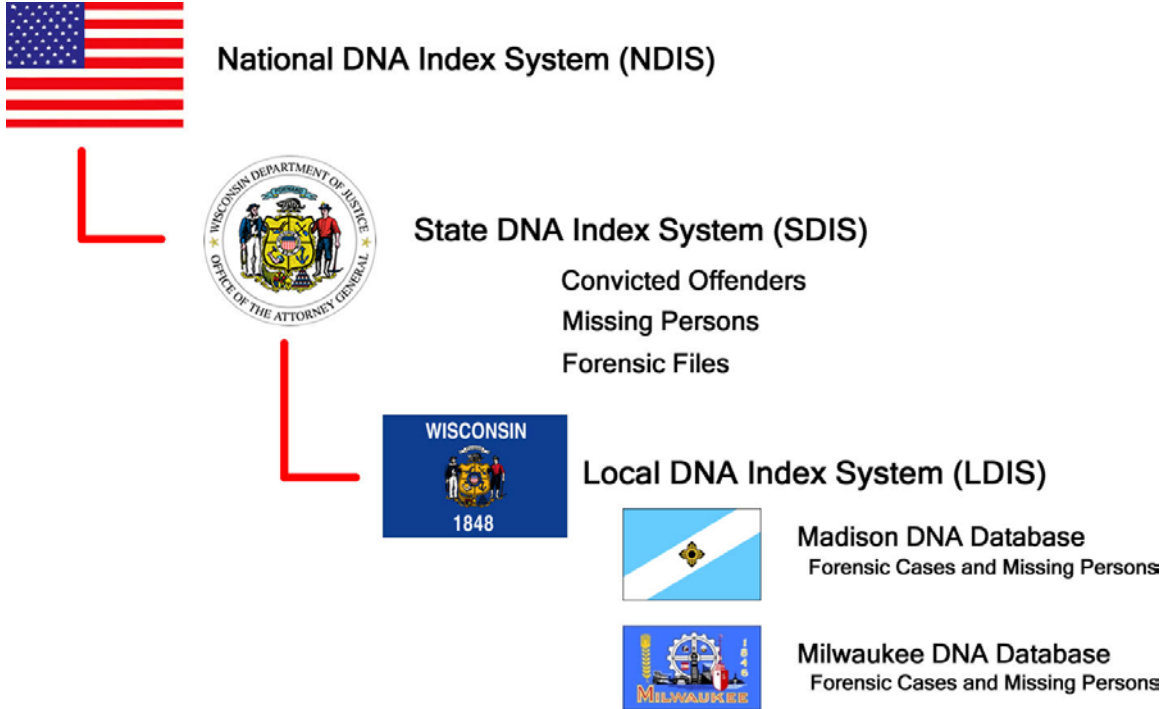 National DNA Index System (NDIS)
WISCONSIN DEPARTMENT OF JUSTICE
OFFICE OF THE ATTORNEY GENERAL
FORWARD
State DNA Index System (SDIS)
Convicted Offenders
Missing Persons
Forensic Files
WISCONSIN
1848
Local DNA Index System (LDIS)
Madison DNA Database
Forensic Cases and Missing Persons
1846
MILWAUKEE
Milwaukee DNA Database
Forensic Cases and Missing Persons